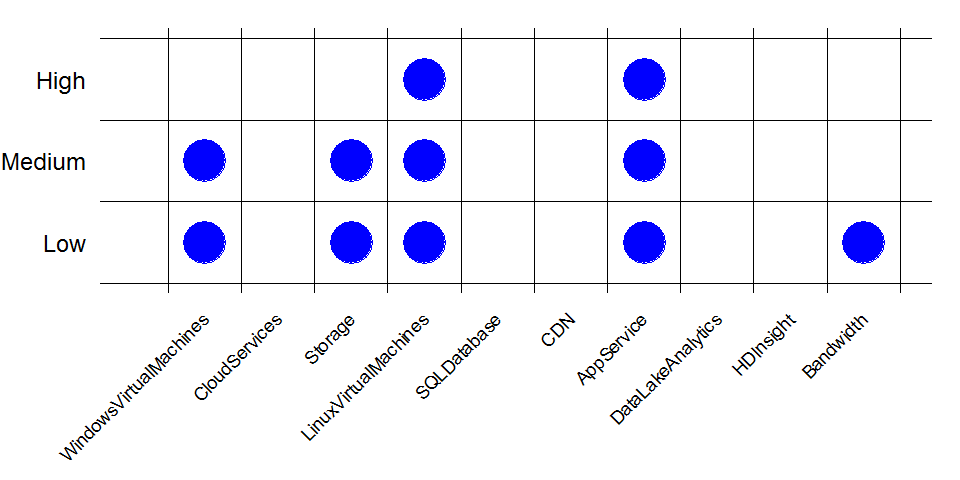 High
Medium
Low
WindowsVirtualMachines
CloudServices
Storage
LinuxVirtualMachines
SQLDatabase
CDN
AppService
DataLakeAnalytics
HDInsight
Bandwidth